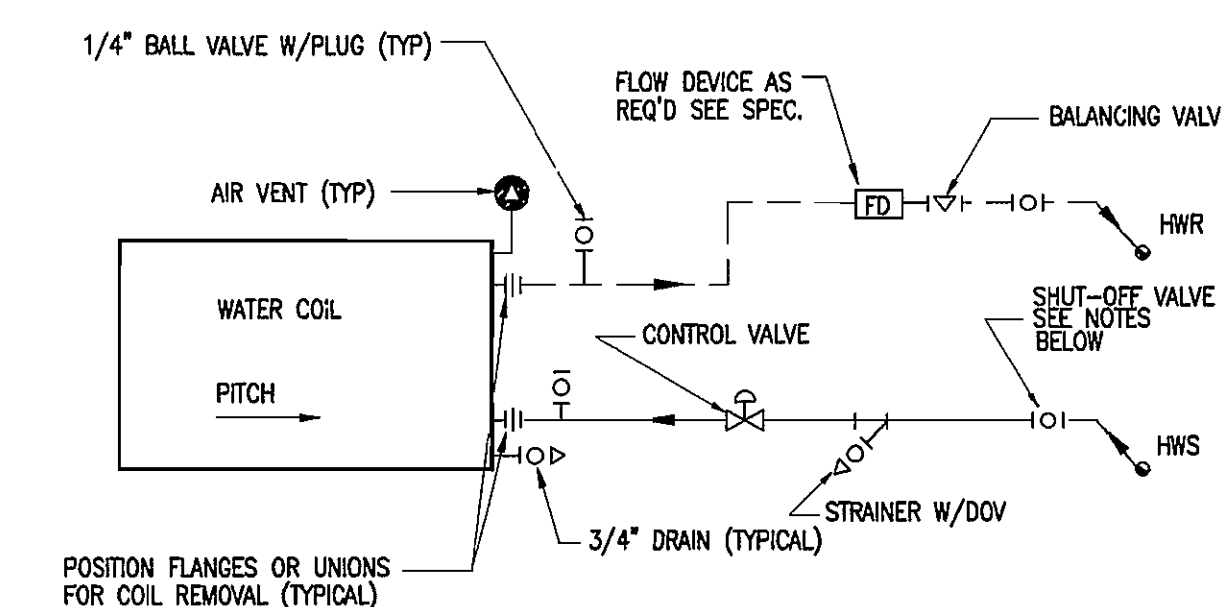 1/4" BALL VALVE W/PLUG (TYP)
FLOW DEVICE AS
REQ'D SEE SPEC.
BALANCING VALV
AIR VENT (TYP)
FD
HWR
WATER COIL
SHUT-OFF VALVE
SEE NOTES
BELOW
CONTROL VALVE
PITCH
HWS
STRAINER W/DOV
3/4" DRAIN (TYPICAL)
POSITION FLANGES OR UNIONS
FOR COIL REMOVAL (TYPICAL)